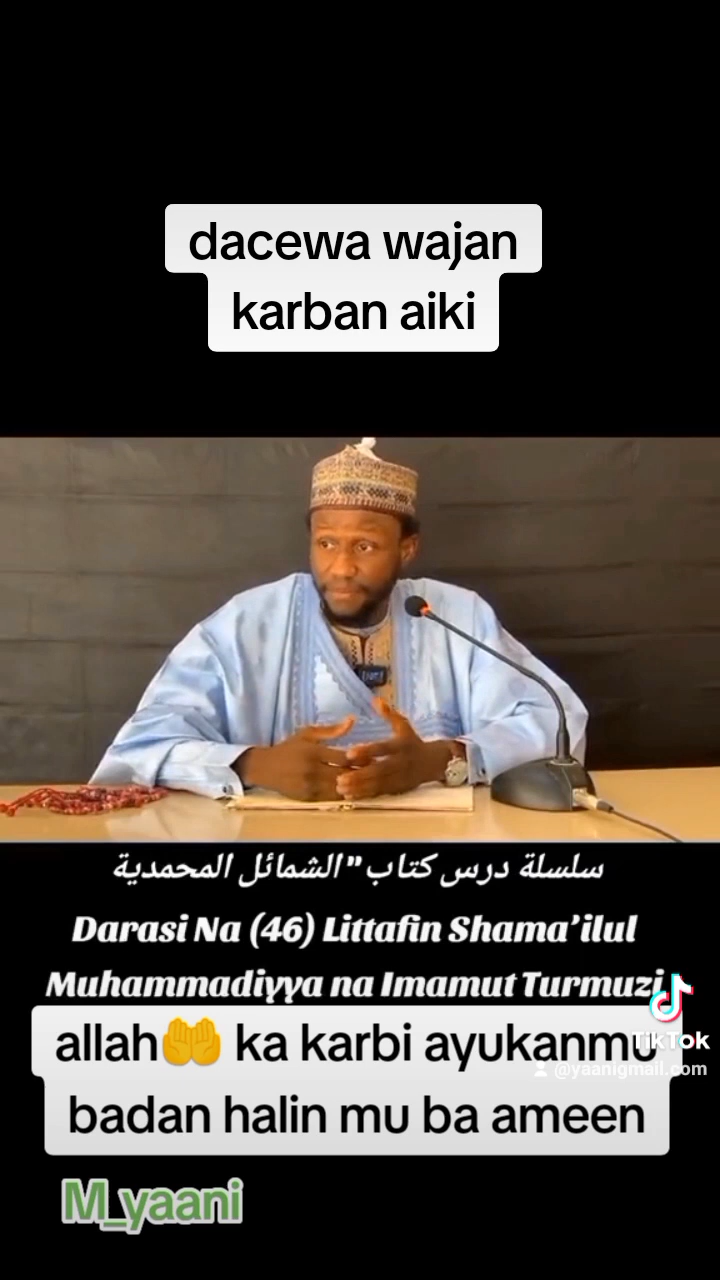 dacewa wajan
karban aiki
سلسلة درس كتاب "الشمائل المحمدية
Darasi Na (46) Littafin Shama'ilul
Muhammadiyya na Imamut Turmuzi
allah🤲 ka karbi ayukanmu
badan halin mu ba ameen
TikTok
@yaanigmail.com
M_yaani